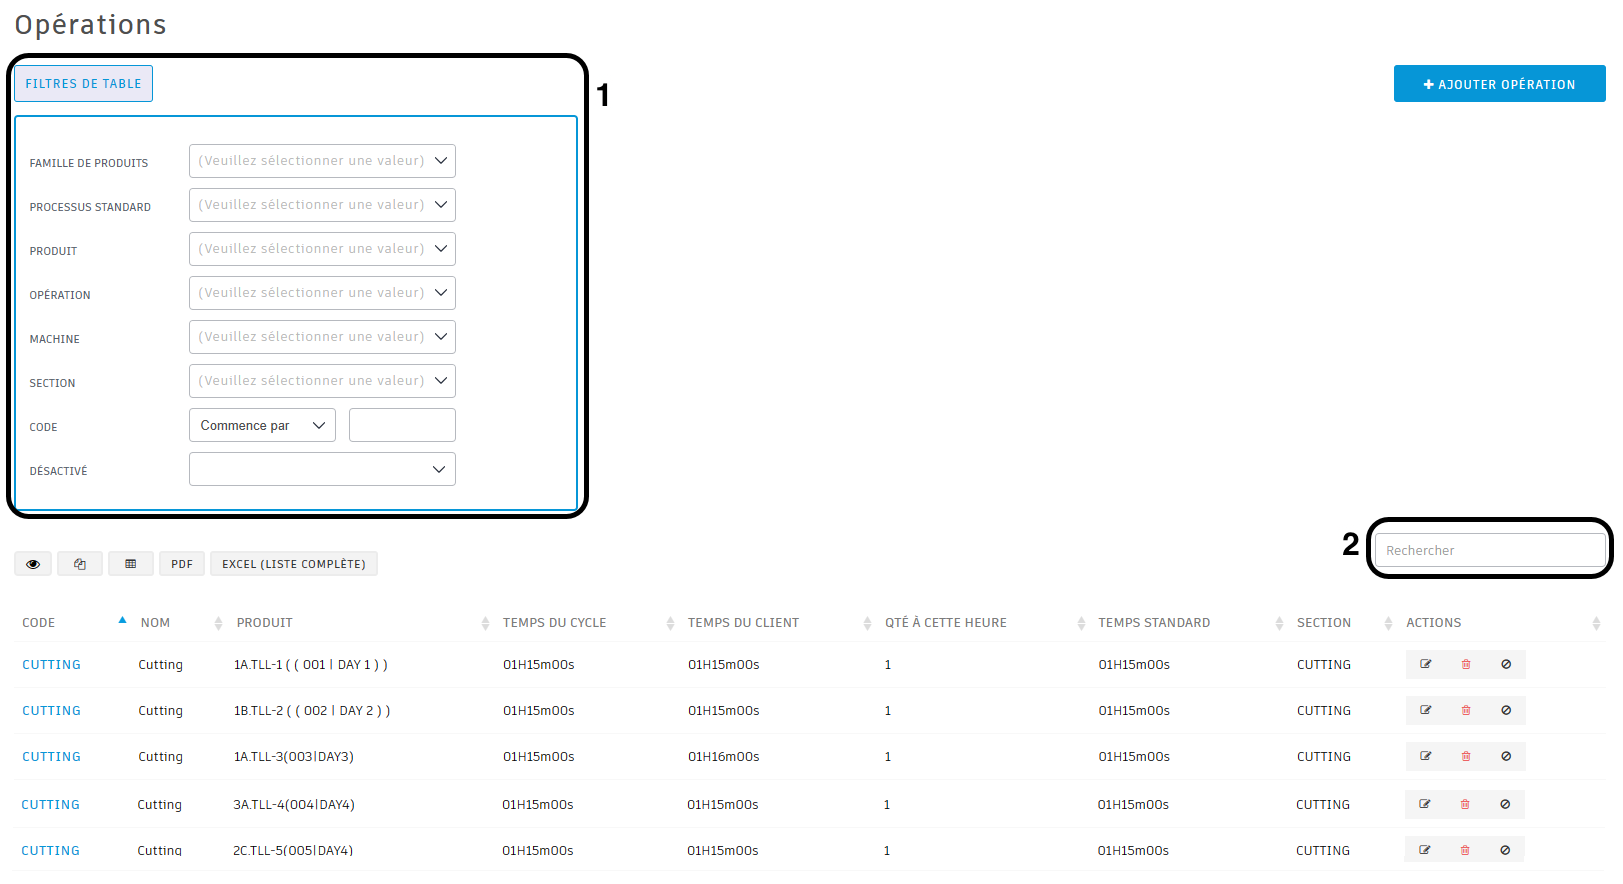 Opérations
FILTRES DE TABLE
1
+ AJOUTER OPÉRATION
FAMILLE DE PRODUITS (Veuillez sélectionner une valeur)
PROCESSUS STANDARD (Veuillez sélectionner une valeur)
PRODUIT (Veuillez sélectionner une valeur)
OPÉRATION (Veuillez sélectionner une valeur)
MACHINE (Veuillez sélectionner une valeur)
SECTION (Veuillez sélectionner une valeur)
CODE Commence par
DÉSACTIVÉ
2 Rechercher
PDF EXCEL (LISTE COMPLÈTE)
CODE NOM PRODUIT TEMPS DU CYCLE TEMPS DU CLIENT QTÉ À CETTE HEURE TEMPS STANDARD SECTION ACTIONS
CUTTING Cutting 1A.TLL-1 ( ( 001 | DAY 1 ) ) 01H15m00s 01H15m00s 1 01H15m00s CUTTING
CUTTING Cutting 1B.TLL-2 ( ( 002 | DAY 2 ) ) 01H15m00s 01H15m00s 1 01H15m00s CUTTING
CUTTING Cutting 1A.TLL-3(003|DAY3) 01H15m00s 01H16m00s 1 01H15m00s CUTTING
CUTTING Cutting 3A.TLL-4(004|DAY4) 01H15m00s 01H15m00s 1 01H15m00s CUTTING
CUTTING Cutting 2C.TLL-5(005|DAY4) 01H15m00s 01H15m00s 1 01H15m00s CUTTING